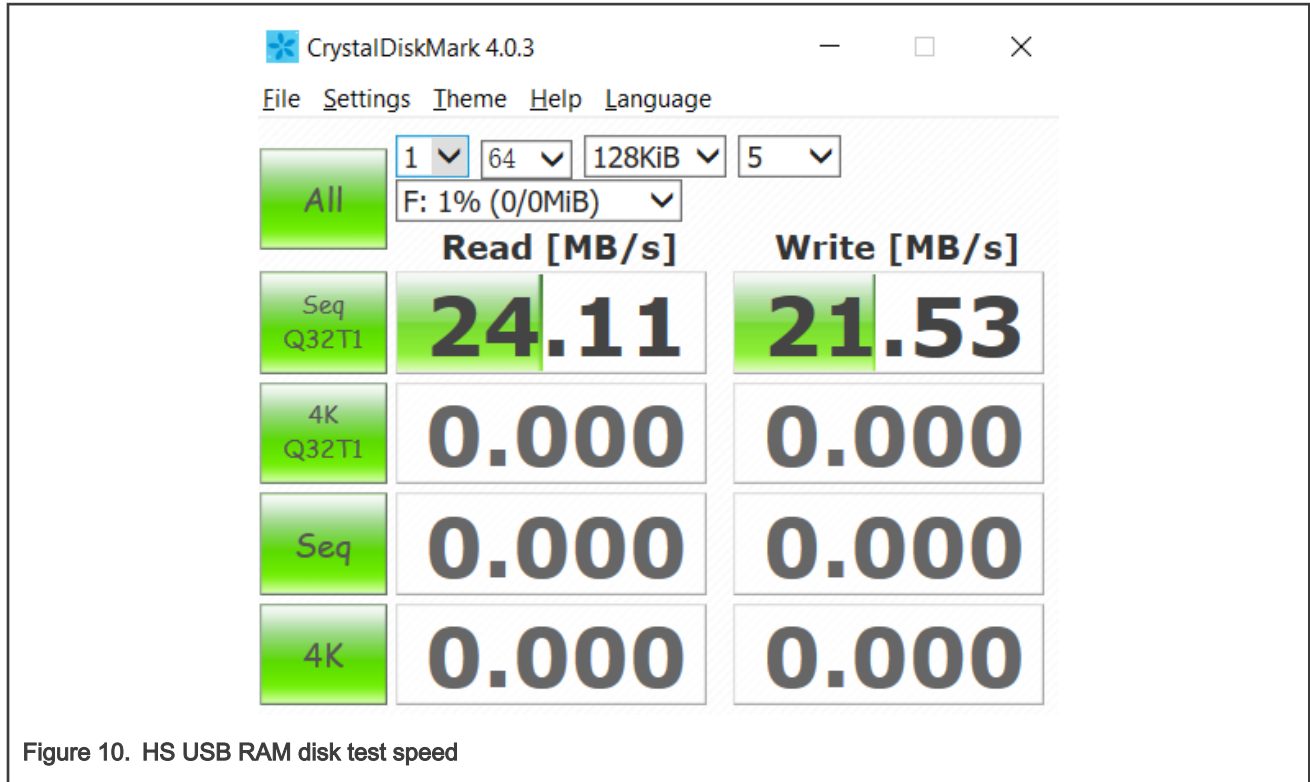 CrystalDiskMark 4.0.3
File Settings Theme Help Language
All 1 64 128KiB 5
F: 1% (0/0MiB)
Read [MB/s] Write [MB/s]
Seq
Q32T1 24.11 21.53
4K
Q32T1 0.000 0.000
Seq 0.000 0.000
4K 0.000 0.000
Figure 10. HS USB RAM disk test speed